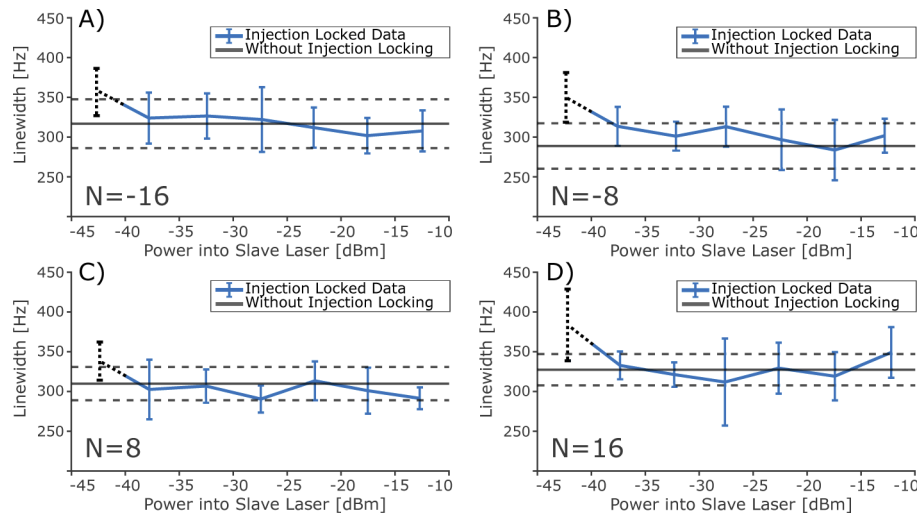 A)
Injection Locked Data
Without Injection Locking
Linewidth [Hz]
450
400
350
300
250
N=-16
-45 -40 -35 -30 -25 -20 -15 -10
Power into Slave Laser [dBm]
B)
Injection Locked Data
Without Injection Locking
Linewidth [Hz]
450
400
350
300
250
N=-8
-45 -40 -35 -30 -25 -20 -15 -10
Power into Slave Laser [dBm]
C)
Injection Locked Data
Without Injection Locking
Linewidth [Hz]
450
400
350
300
250
N=8
-45 -40 -35 -30 -25 -20 -15 -10
Power into Slave Laser [dBm]
D)
Injection Locked Data
Without Injection Locking
Linewidth [Hz]
450
400
350
300
250
N=16
-45 -40 -35 -30 -25 -20 -15 -10
Power into Slave Laser [dBm]